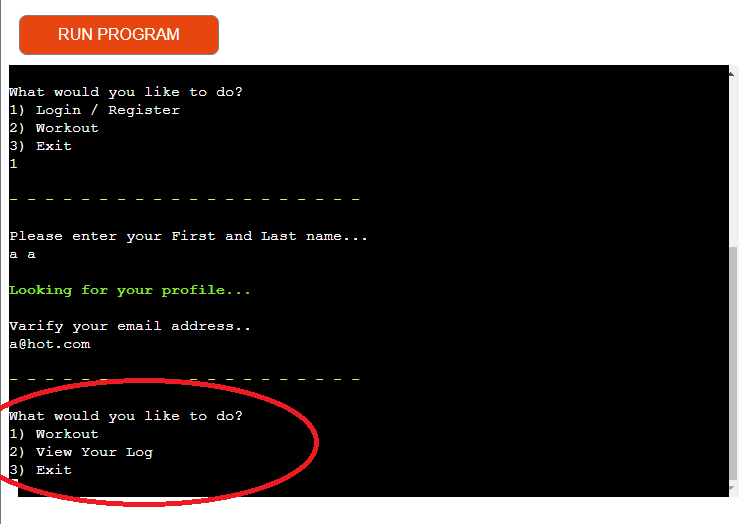 RUN PROGRAM
What would you like to do?
1) Login / Register
2) Workout
3) Exit
1
- - - - - - - - - - - - - - - - - - - -
Please enter your First and Last name...
a a
Looking for your profile...
Varify your email address..
a@hot.com
- - - - - - - - - - - - - - - - - - - -
What would you like to do?
1) Workout
2) View Your Log
3) Exit